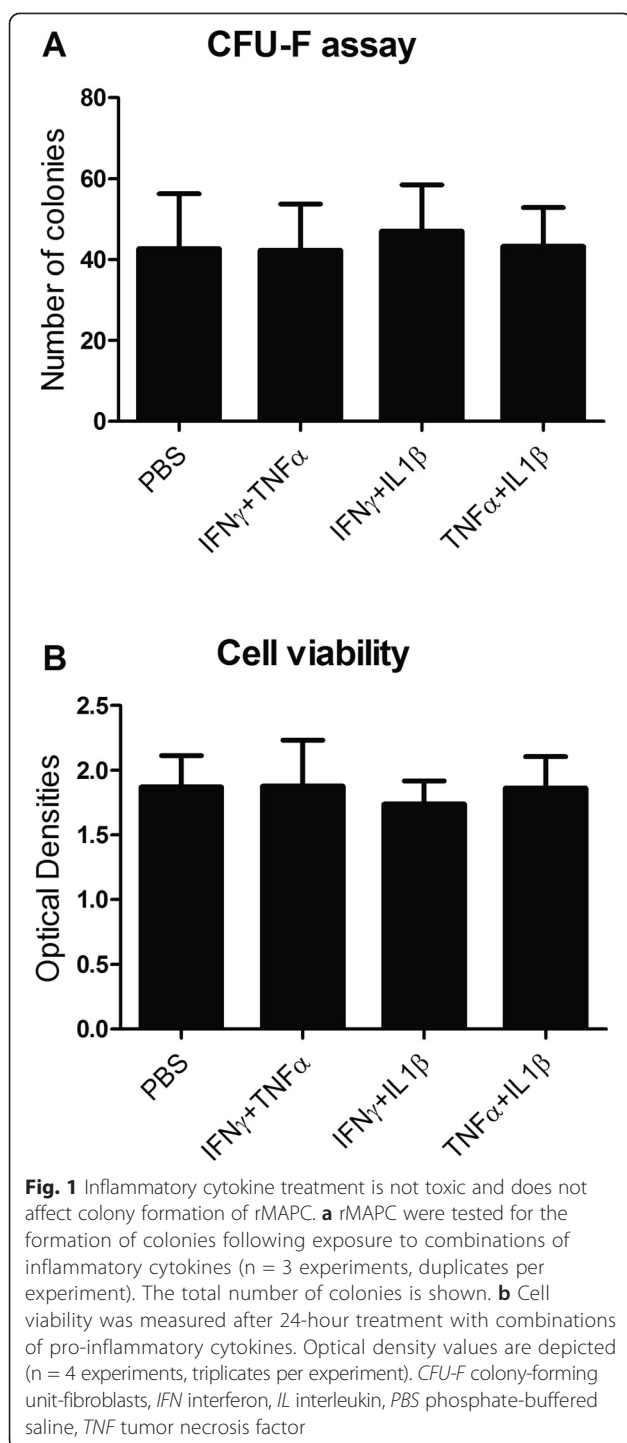 A
CFU-F assay
Number of colonies
80
60
40
20
0
PBS
IFNγ+TNFα
IFNγ+IL1β
TNFα+IL1β
B
Cell viability
Optical Densities
2.5
2.0
1.5
1.0
0.5
0.0
PBS
IFNγ+TNFα
IFNγ+IL1β
TNFα+IL1β
Fig. 1 Inflammatory cytokine treatment is not toxic and does not
affect colony formation of rMAPC. a rMAPC were tested for the
formation of colonies following exposure to combinations of
inflammatory cytokines (n = 3 experiments, duplicates per
experiment). The total number of colonies is shown. b Cell
viability was measured after 24-hour treatment with combinations
of pro-inflammatory cytokines. Optical density values are depicted
(n = 4 experiments, triplicates per experiment). CFU-F colony-forming
unit-fibroblasts, IFN interferon, IL interleukin, PBS phosphate-buffered
saline, TNF tumor necrosis factor